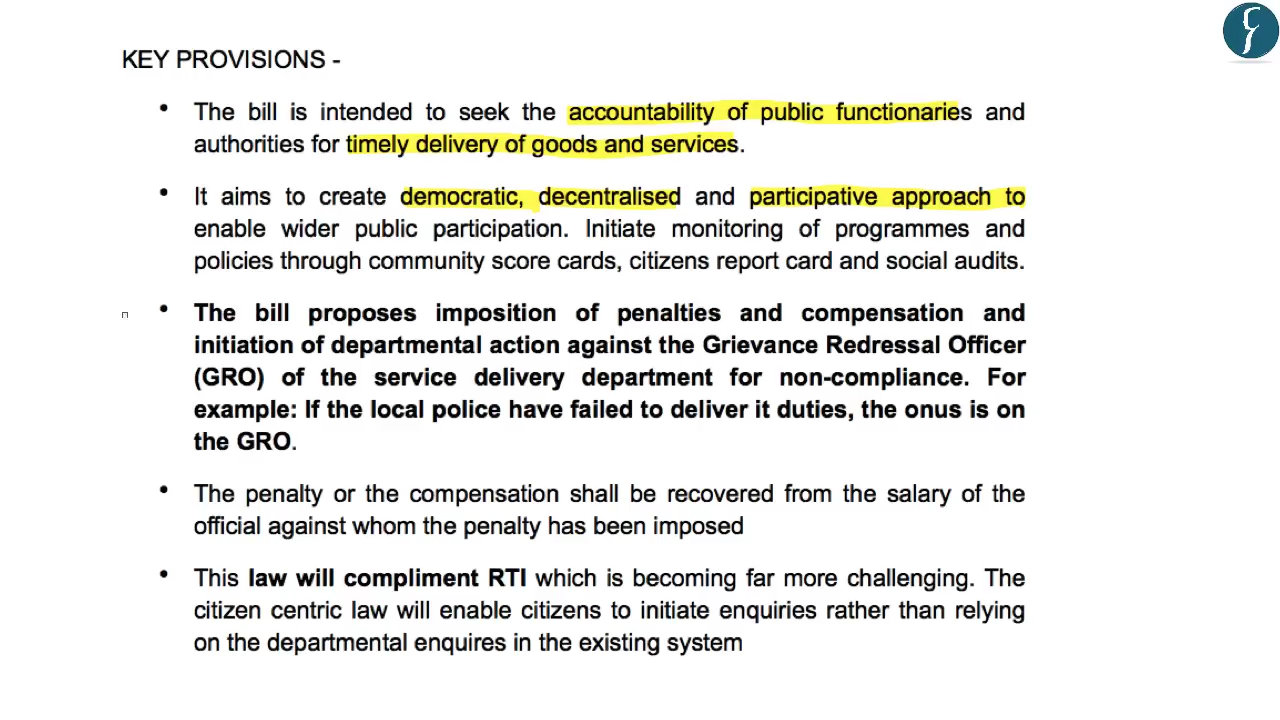 KEY PROVISIONS -
• The bill is intended to seek the accountability of public functionaries and
authorities for timely delivery of goods and services.
• It aims to create democratic, decentralised and participative approach to
enable wider public participation. Initiate monitoring of programmes and
policies through community score cards, citizens report card and social audits.
• The bill proposes imposition of penalties and compensation and
initiation of departmental action against the Grievance Redressal Officer
(GRO) of the service delivery department for non-compliance. For
example: If the local police have failed to deliver it duties, the onus is on
the GRO.
• The penalty or the compensation shall be recovered from the salary of the
official against whom the penalty has been imposed
• This law will compliment RTI which is becoming far more challenging. The
citizen centric law will enable citizens to initiate enquiries rather than relying
on the departmental enquires in the existing system